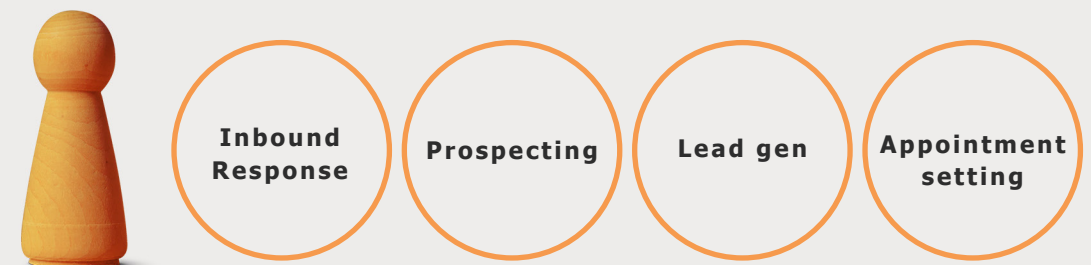 Inbound
Response
Prospecting
Lead gen
Appointment
setting